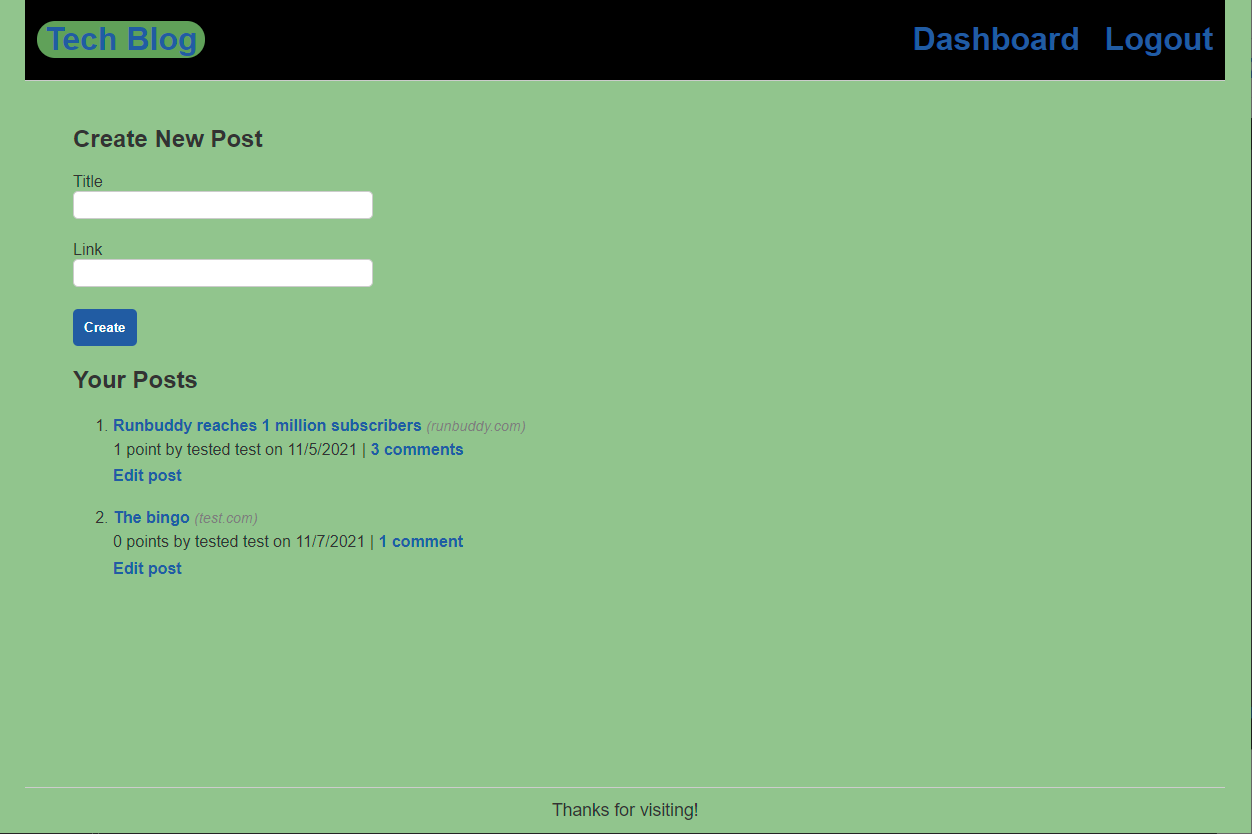 Tech Blog Dashboard Logout
Create New Post
Title
Link
Create
Your Posts
1. Runbuddy reaches 1 million subscribers (runbuddy.com)
1 point by tested test on 11/5/2021 | 3 comments
Edit post
2. The bingo (test.com)
0 points by tested test on 11/7/2021 | 1 comment
Edit post
Thanks for visiting!